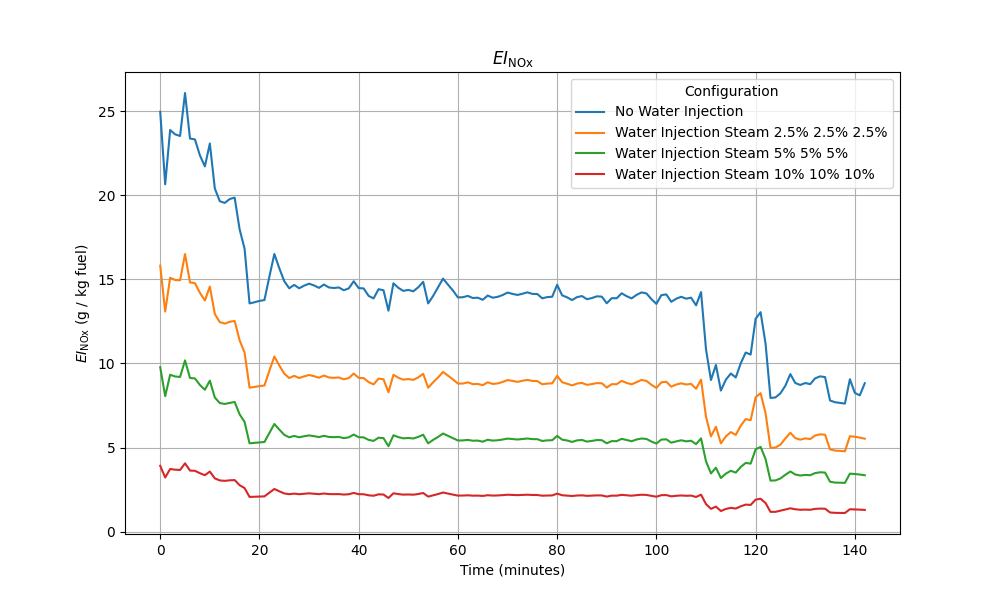 EI_NOx
Configuration
No Water Injection
Water Injection Steam 2.5% 2.5% 2.5%
Water Injection Steam 5% 5% 5%
Water Injection Steam 10% 10% 10%
EI_NOx (g / kg fuel)
25
20
15
10
5
0
0 20 40 60 80 100 120 140
Time (minutes)